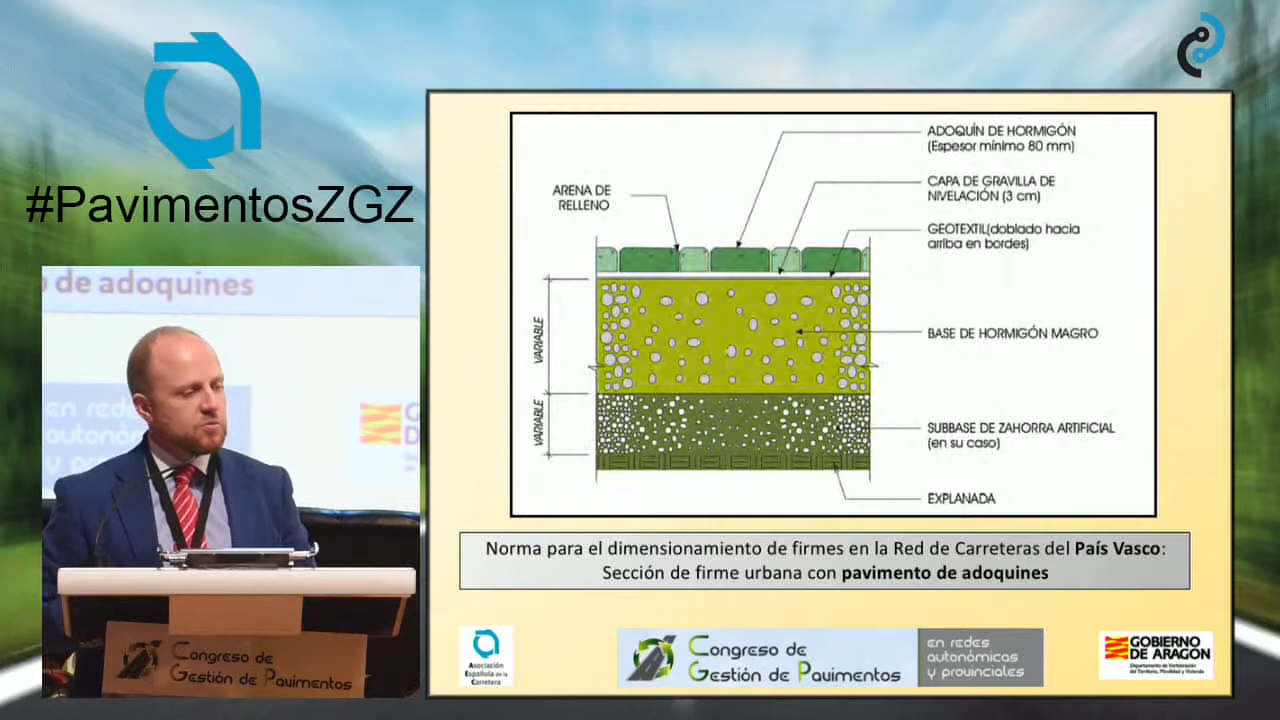 #PavimentosZGZ
o de adoquines
en redes
autonómic
y provi
Congreso de
Gestión de Pavimentos
ADOQUÍN DE HORMIGÓN
(Espesor mínimo 80 mm)
CAPA DE GRAVILLA DE
NIVELACIÓN (3 cm)
GEOTEXTIL(doblado hacia
arriba en bordes)
ARENA DE
RELLENO
VARIABLE
BASE DE HORMIGÓN MAGRO
VARIABLE
SUBBASE DE ZAHORRA ARTIFICIAL
(en su caso)
EXPLANADA
Norma para el dimensionamiento de firmes en la Red de Carreteras del País Vasco:
Sección de firme urbana con pavimento de adoquines
Asociación
Española de la
Carretera
Congreso de
Gestión de Pavimentos
en redes
autonómicas
y provinciales
GOBIERNO
DE ARAGON
Departamento de Vertebración
del Territorio, Movilidad y Vivienda